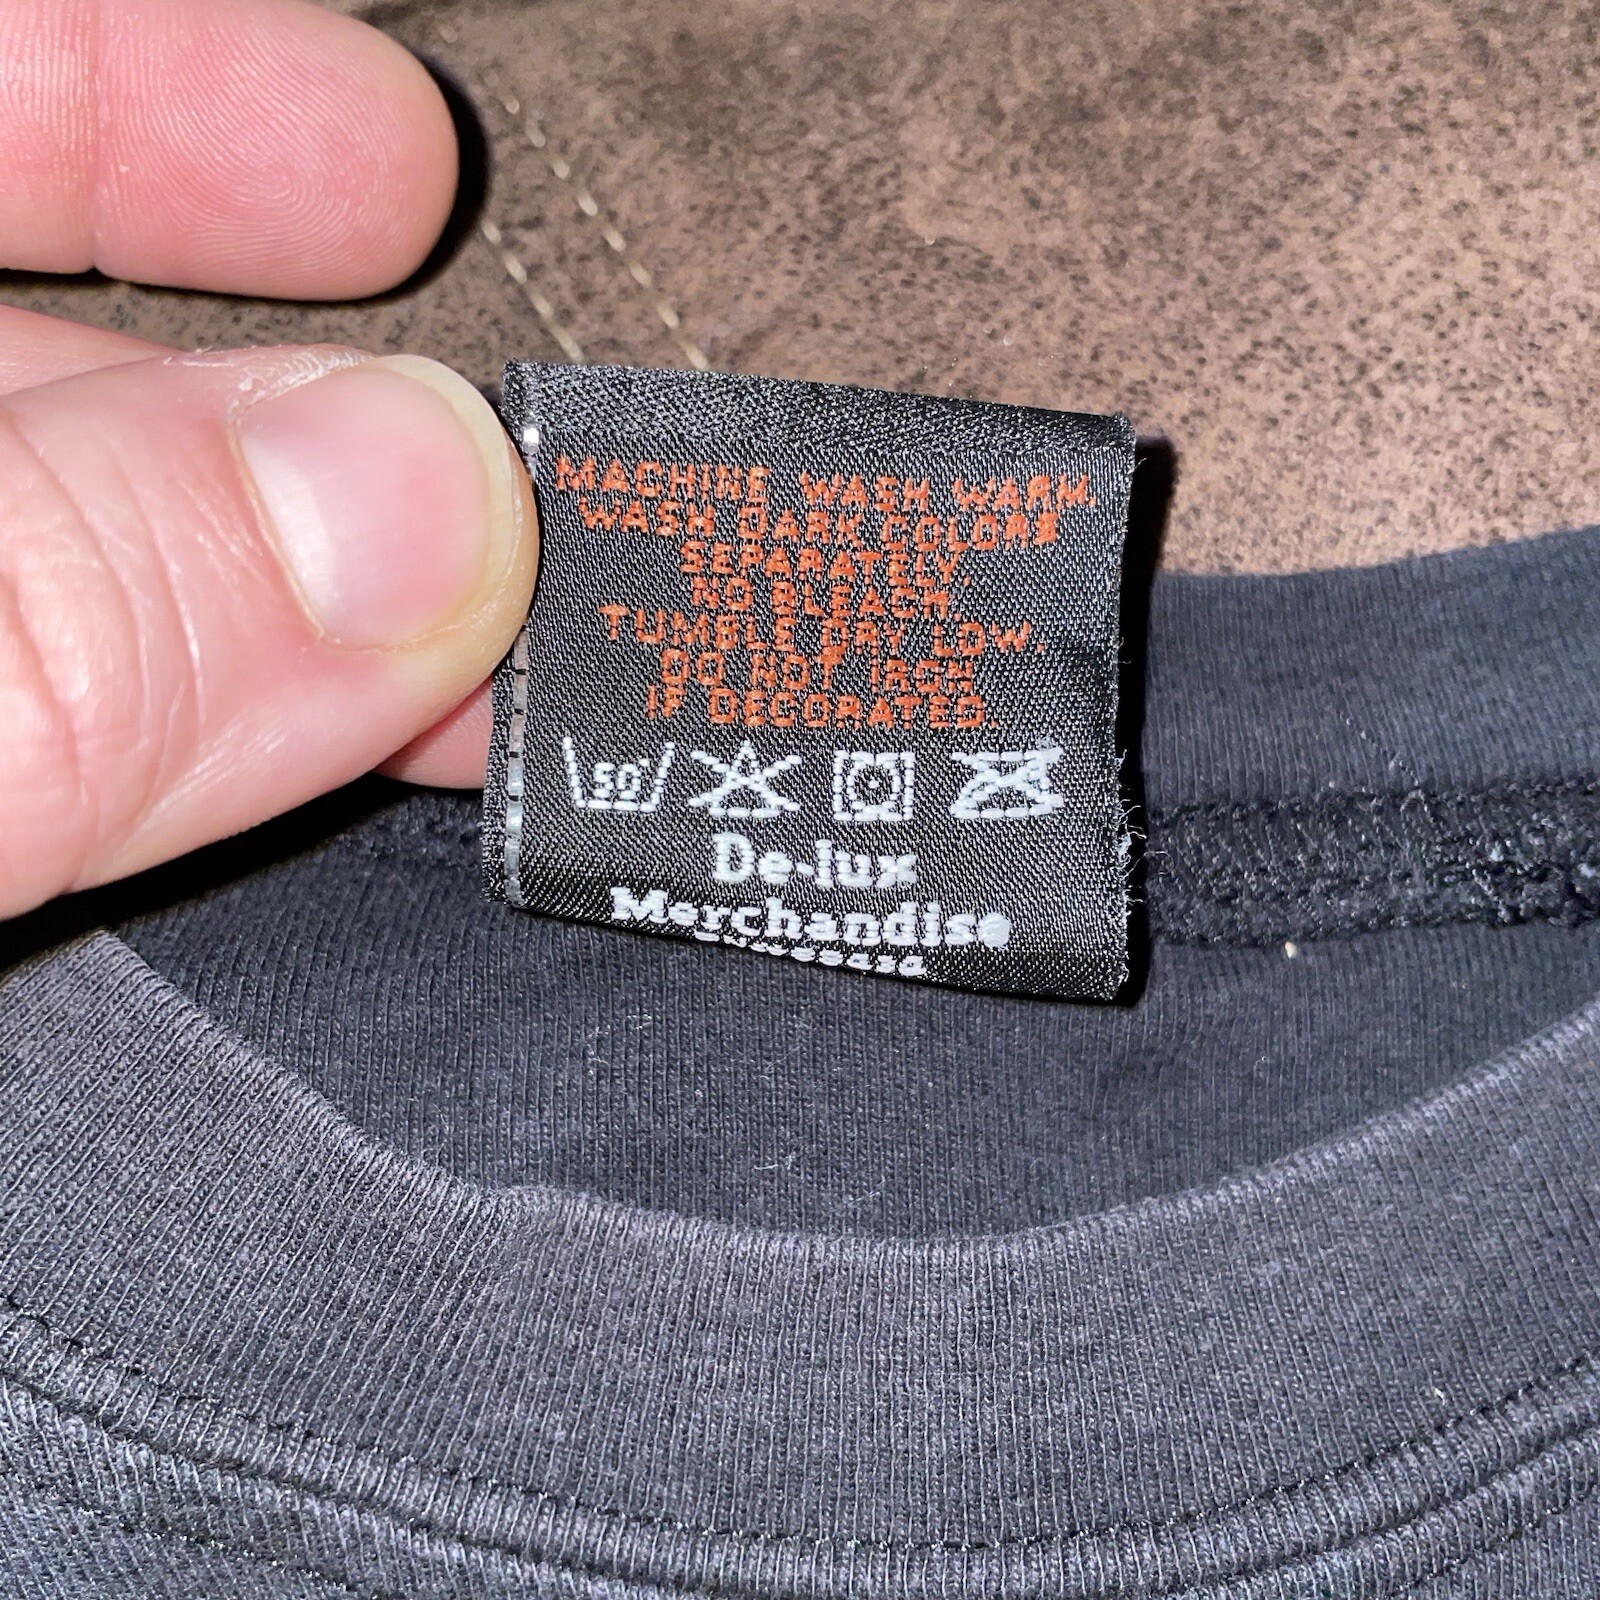 MACHINE WASH WARM.
WASH DARK COLORS
SEPARATELY.
NO BLEACH.
TUMBLE DRY LOW.
DO NOT IRON
IF DECORATED.
50°
De-lux
Merchandise